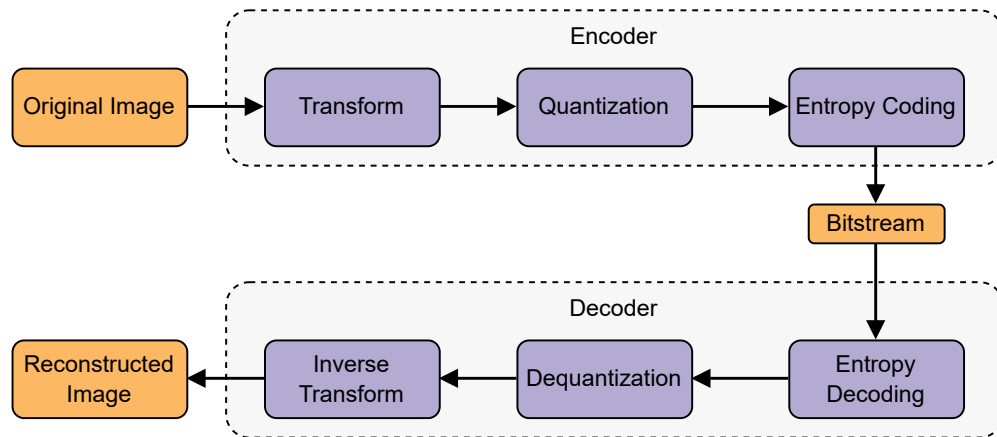 Encoder
Original Image
Transform
Quantization
Entropy Coding
Bitstream
Decoder
Reconstructed
Image
Inverse
Transform
Dequantization
Entropy
Decoding